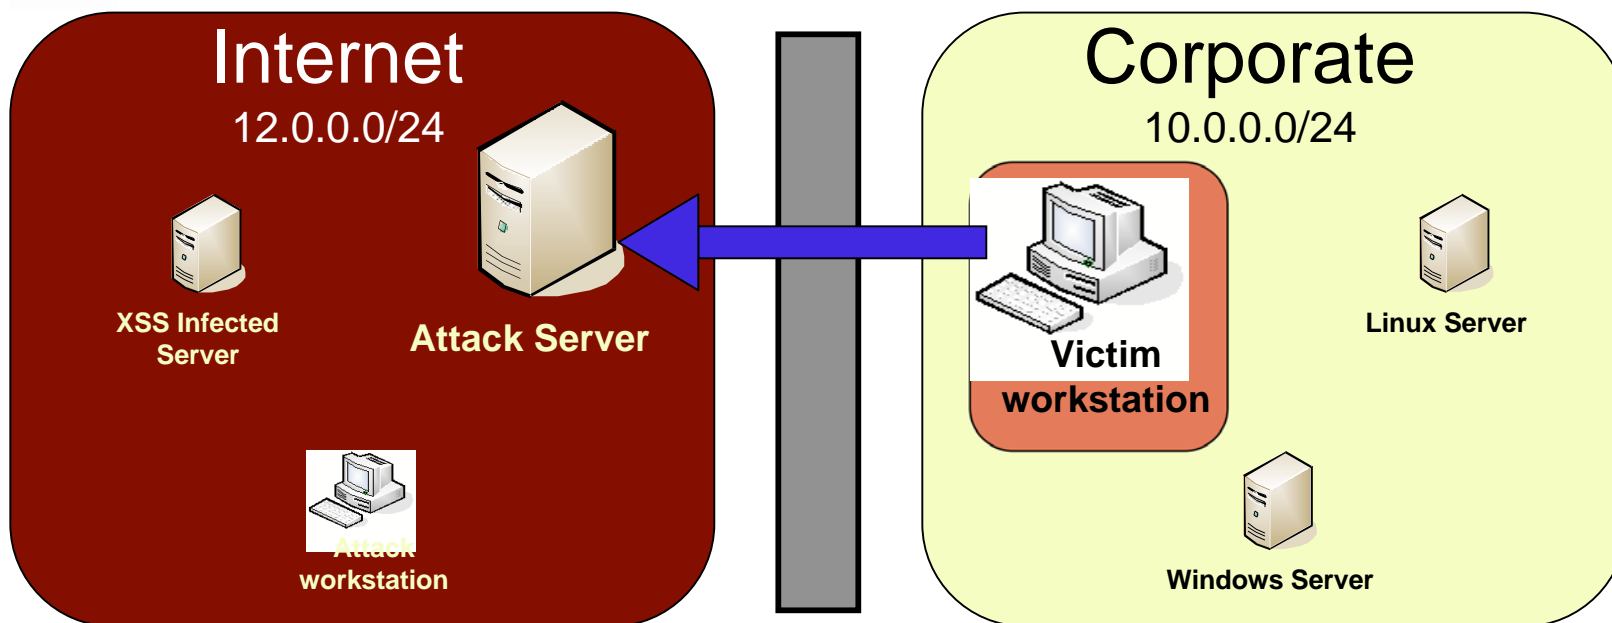 Internet
12.0.0.0/24
XSS Infected
Server
Attack Server
Attack
workstation
Corporate
10.0.0.0/24
Victim
workstation
Linux Server
Windows Server